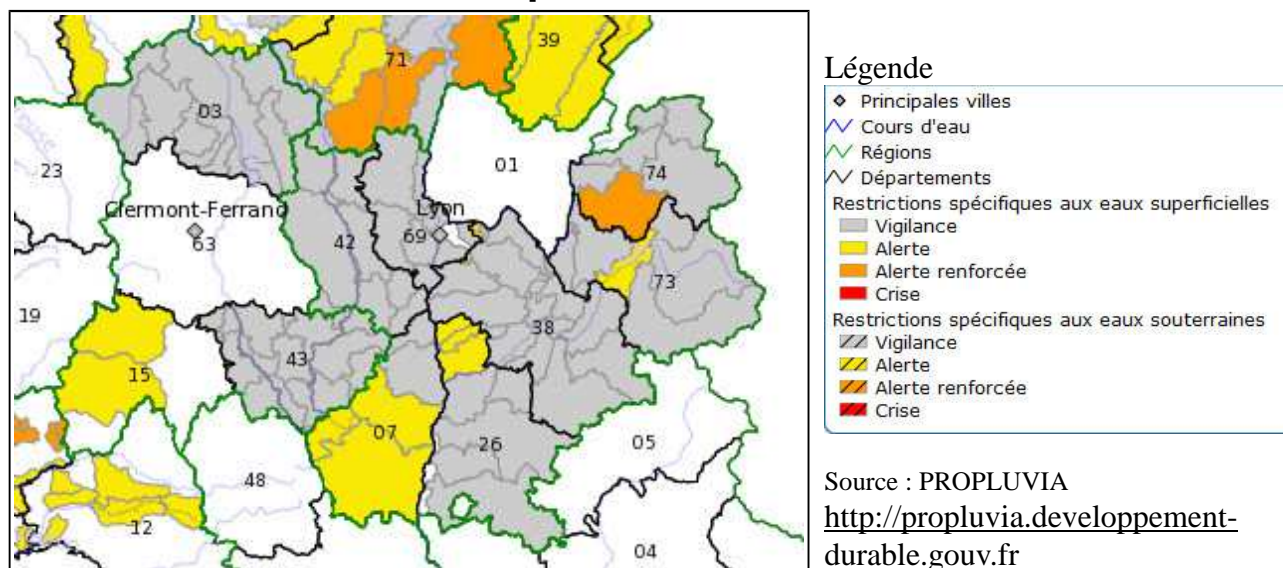 39
71
03
01
23
74
Clermont-Ferrand
Lyon
63
69
42
73
19
38
43
15
07
26
05
48
12
04
Légende
Principales villes
Cours d'eau
Régions
Départements
Restrictions spécifiques aux eaux superficielles
Vigilance
Alerte
Alerte renforcée
Crise
Restrictions spécifiques aux eaux souterraines
Vigilance
Alerte
Alerte renforcée
Crise
Source : PROPLUVIA
http://propluvia.developpement-
durable.gouv.fr